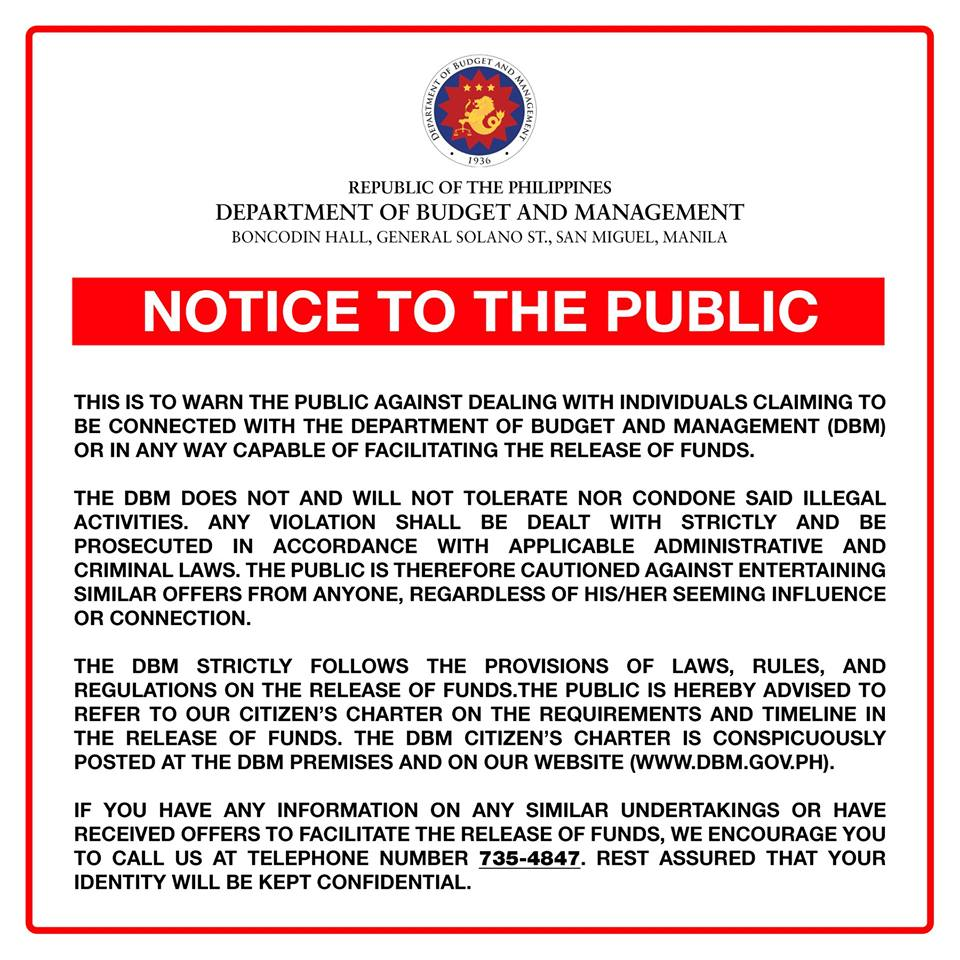 DEPARTMENT OF BUDGET AND MANAGEMENT
1936
REPUBLIC OF THE PHILIPPINES
DEPARTMENT OF BUDGET AND MANAGEMENT
BONCODIN HALL, GENERAL SOLANO ST., SAN MIGUEL, MANILA
NOTICE TO THE PUBLIC
THIS IS TO WARN THE PUBLIC AGAINST DEALING WITH INDIVIDUALS CLAIMING TO
BE CONNECTED WITH THE DEPARTMENT OF BUDGET AND MANAGEMENT (DBM)
OR IN ANY WAY CAPABLE OF FACILITATING THE RELEASE OF FUNDS.
THE DBM DOES NOT AND WILL NOT TOLERATE NOR CONDONE SAID ILLEGAL
ACTIVITIES. ANY VIOLATION SHALL BE DEALT WITH STRICTLY AND BE
PROSECUTED IN ACCORDANCE WITH APPLICABLE ADMINISTRATIVE AND
CRIMINAL LAWS. THE PUBLIC IS THEREFORE CAUTIONED AGAINST ENTERTAINING
SIMILAR OFFERS FROM ANYONE, REGARDLESS OF HIS/HER SEEMING INFLUENCE
OR CONNECTION.
THE DBM STRICTLY FOLLOWS THE PROVISIONS OF LAWS, RULES, AND
REGULATIONS ON THE RELEASE OF FUNDS.THE PUBLIC IS HEREBY ADVISED TO
REFER TO OUR CITIZEN'S CHARTER ON THE REQUIREMENTS AND TIMELINE IN
THE RELEASE OF FUNDS. THE DBM CITIZEN'S CHARTER IS CONSPICUOUSLY
POSTED AT THE DBM PREMISES AND ON OUR WEBSITE (WWW.DBM.GOV.PH).
IF YOU HAVE ANY INFORMATION ON ANY SIMILAR UNDERTAKINGS OR HAVE
RECEIVED OFFERS TO FACILITATE THE RELEASE OF FUNDS, WE ENCOURAGE YOU
TO CALL US AT TELEPHONE NUMBER 735-4847. REST ASSURED THAT YOUR
IDENTITY WILL BE KEPT CONFIDENTIAL.